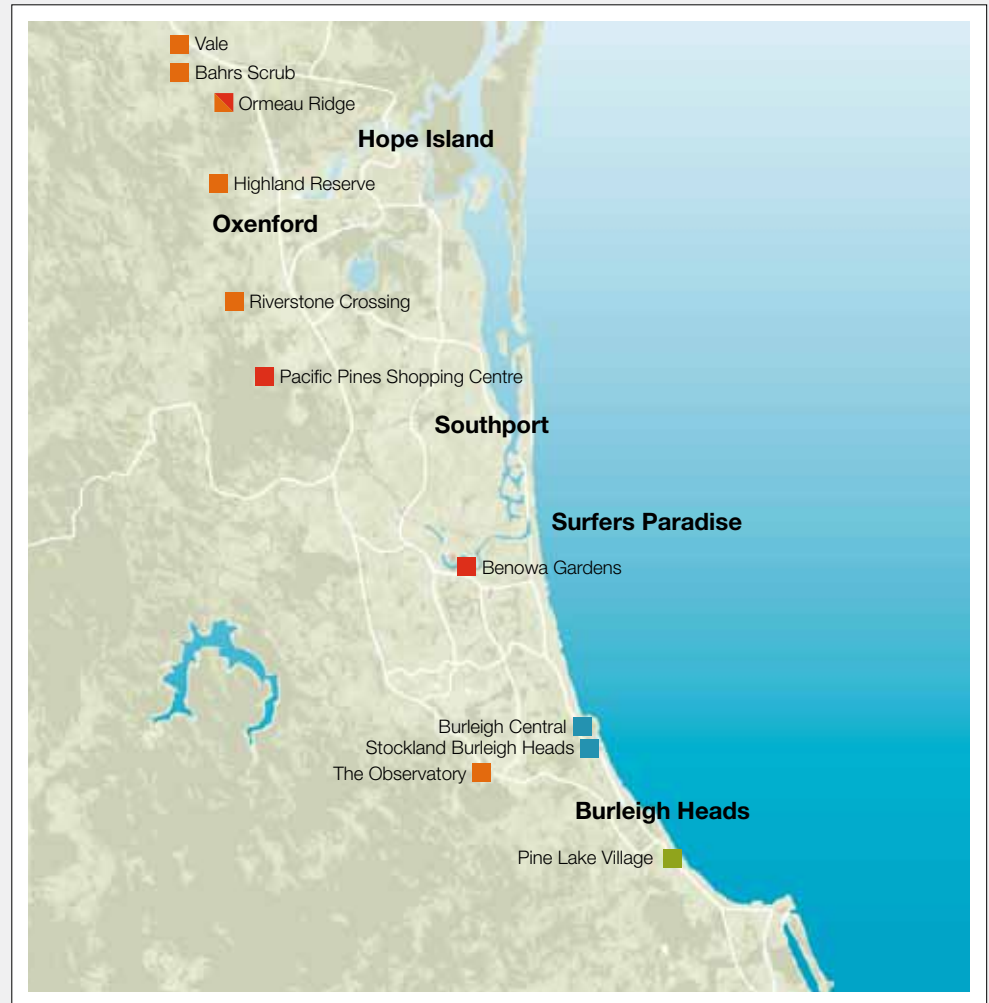 Vale
Bahrs Scrub
Ormeau Ridge
Hope Island
Highland Reserve
Oxenford
Riverstone Crossing
Pacific Pines Shopping Centre
Southport
Surfers Paradise
Benowa Gardens
Burleigh Central
Stockland Burleigh Heads
The Observatory
Burleigh Heads
Pine Lake Village